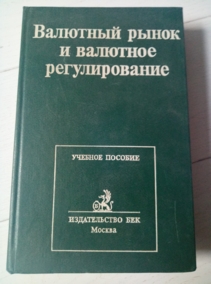 Валютный рынок
и валютное
регулирование
УЧЕБНОЕ ПОСОБИЕ
ИЗДАТЕЛЬСТВО БЕК
Москва